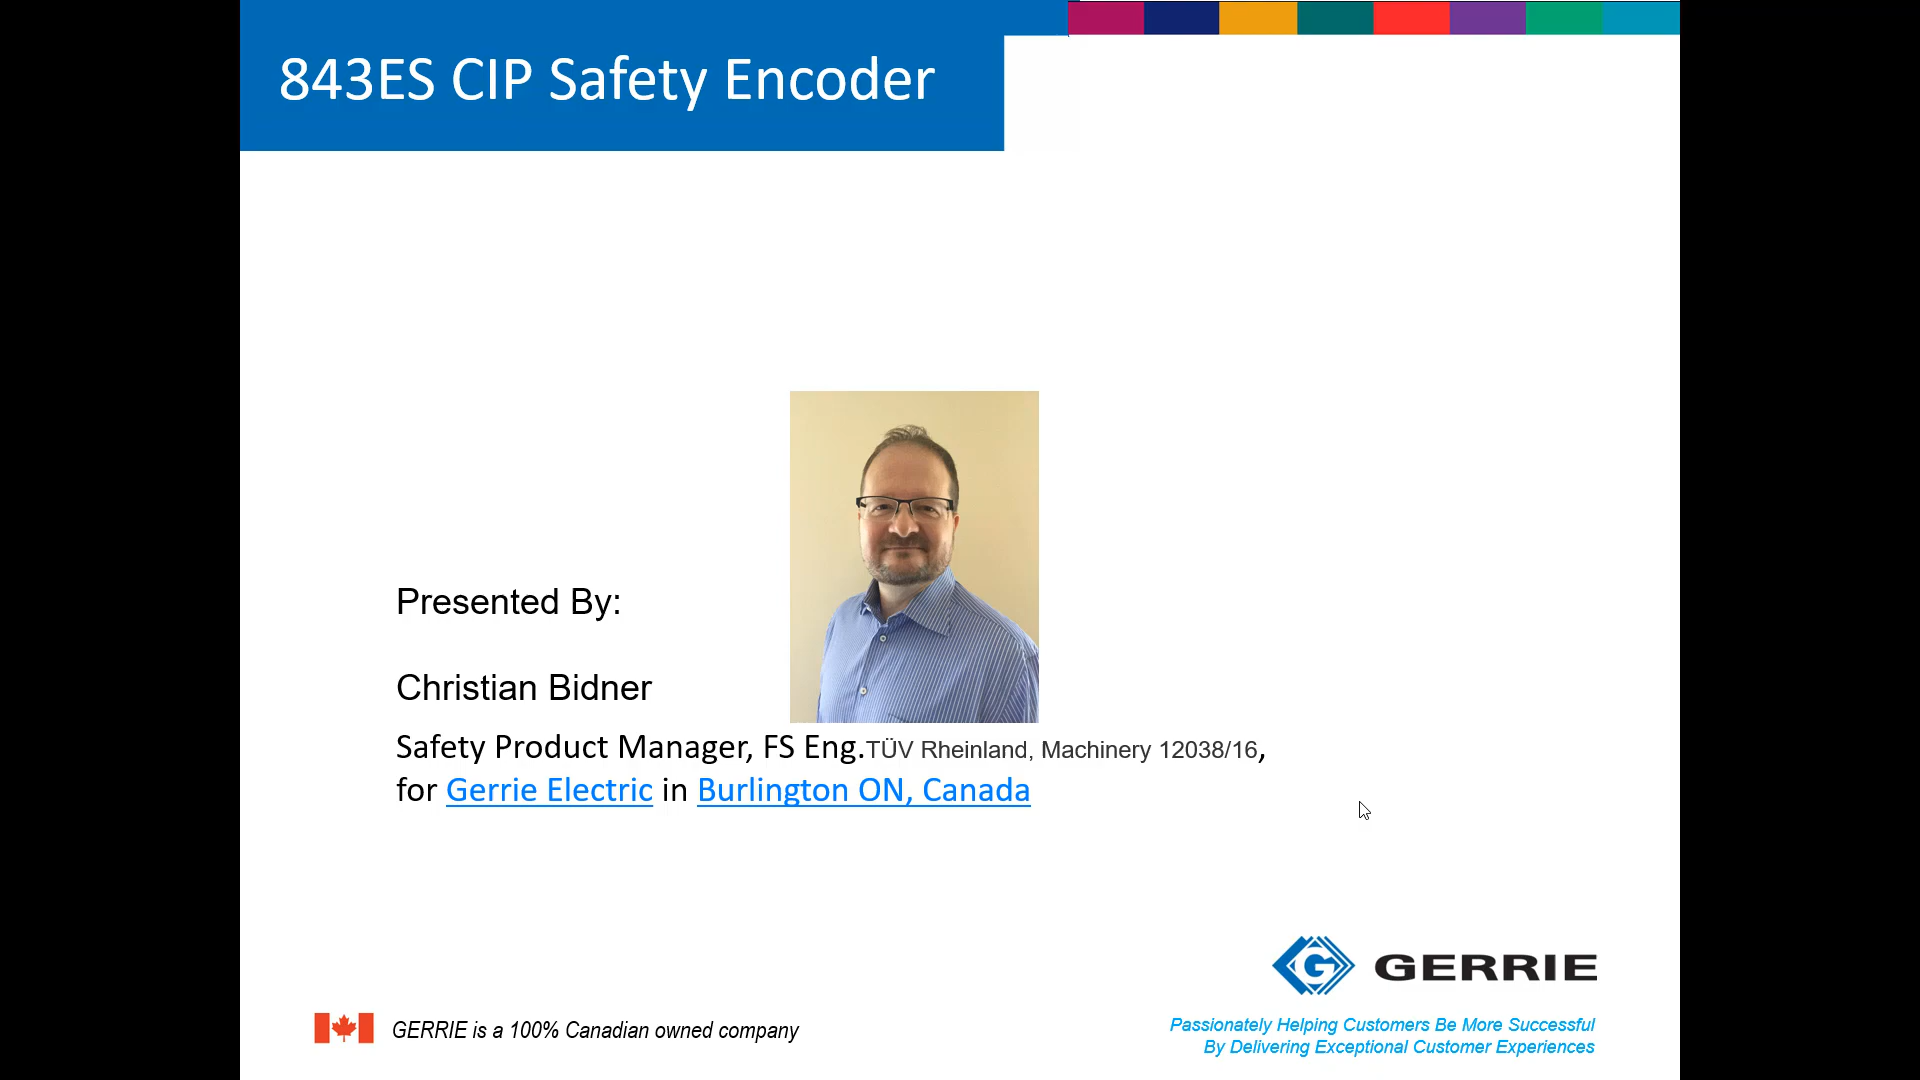 843ES CIP Safety Encoder
Presented By:
Christian Bidner
Safety Product Manager, FS Eng.TÜV Rheinland, Machinery 12038/16,
for Gerrie Electric in Burlington ON, Canada
G GERRIE
GERRIE is a 100% Canadian owned company
Passionately Helping Customers Be More Successful
By Delivering Exceptional Customer Experiences